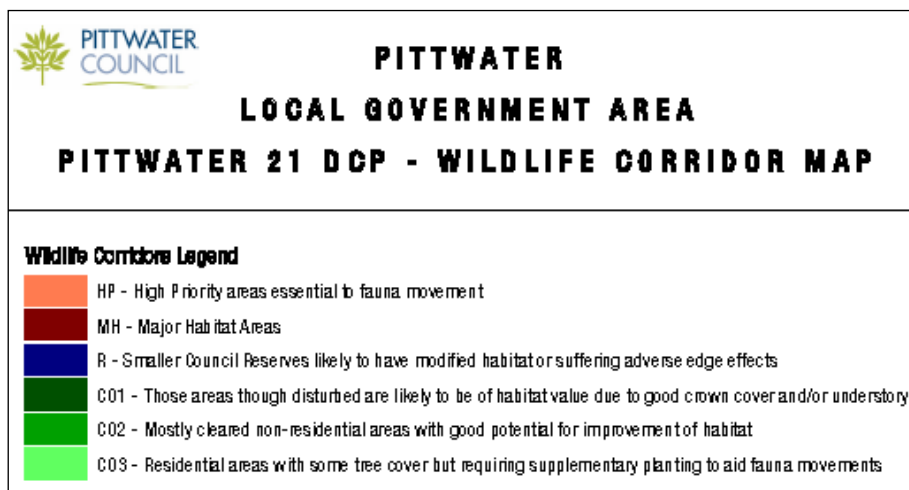 PITTWATER
COUNCIL
PITTWATER
LOCAL GOVERNMENT AREA
PITTWATER 21 DCP - WILDLIFE CORRIDOR MAP
Wildlife Corridors Legend
HP - High Priority areas essential to fauna movement
MH - Major Habitat Areas
R - Smaller Council Reserves likely to have modified habitat or suffering adverse edge effects
CO1 - Those areas though disturbed are likely to be of habitat value due to good crown cover and/or understory
CO2 - Mostly cleared non-residential areas with good potential for improvement of habitat
CO3 - Residential areas with some tree cover but requiring supplementary planting to aid fauna movements